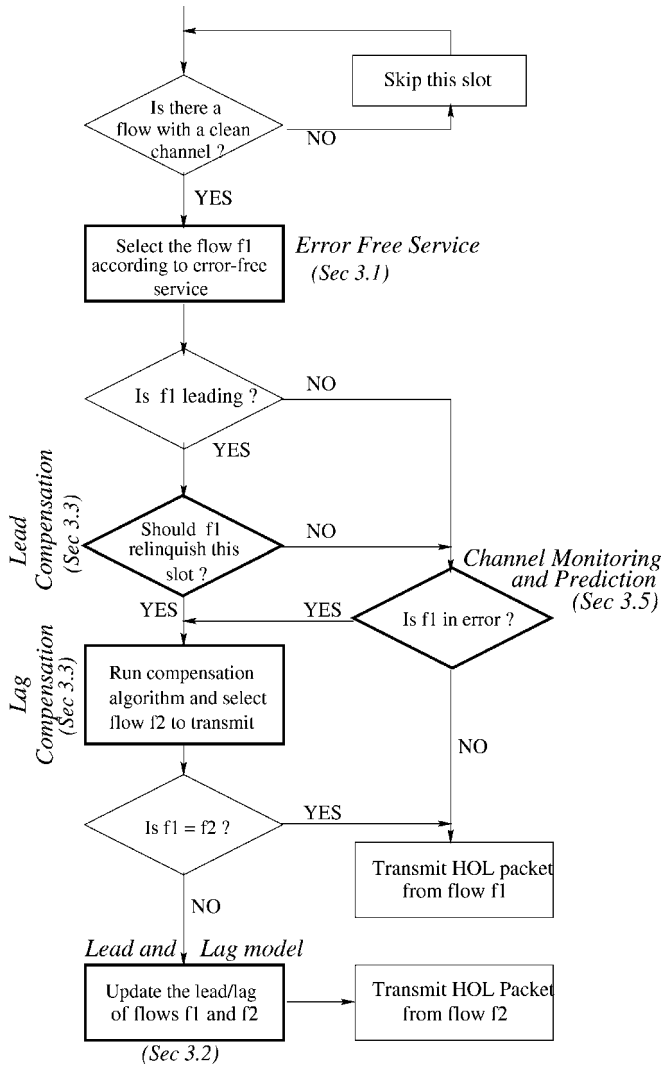 Skip this slot
Is there a
flow with a clean
channel ?
NO
YES
Select the flow f1
according to error-free
service
Error Free Service
(Sec 3.1)
Is f1 leading ?
NO
YES
Lead
Compensation
(Sec 3.3)
Should f1
relinquish this
slot ?
NO
YES
Channel Monitoring
and Prediction
(Sec 3.5)
Is f1 in error ?
YES
NO
Lag
Compensation
(Sec 3.3)
Run compensation
algorithm and select
flow f2 to transmit
Is f1 = f2 ?
YES
NO
Transmit HOL packet
from flow f1
Lead and Lag model
Update the lead/lag
of flows f1 and f2
(Sec 3.2)
Transmit HOL Packet
from flow f2